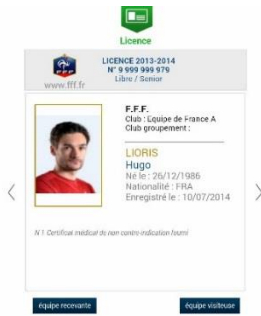 Licence
FFF
www.fff.fr
LICENCE 2013-2014
N° 9 999 999 979
Libre / Senior
F.F.F.
Club : Equipe de France A
Club groupement :
LIORIS
Hugo
Né le : 26/12/1986
Nationalité : FRA
Enregistré le : 10/07/2014
N 1 Certificat médical de non contre-indication fourni
équipe recevante
équipe visiteuse